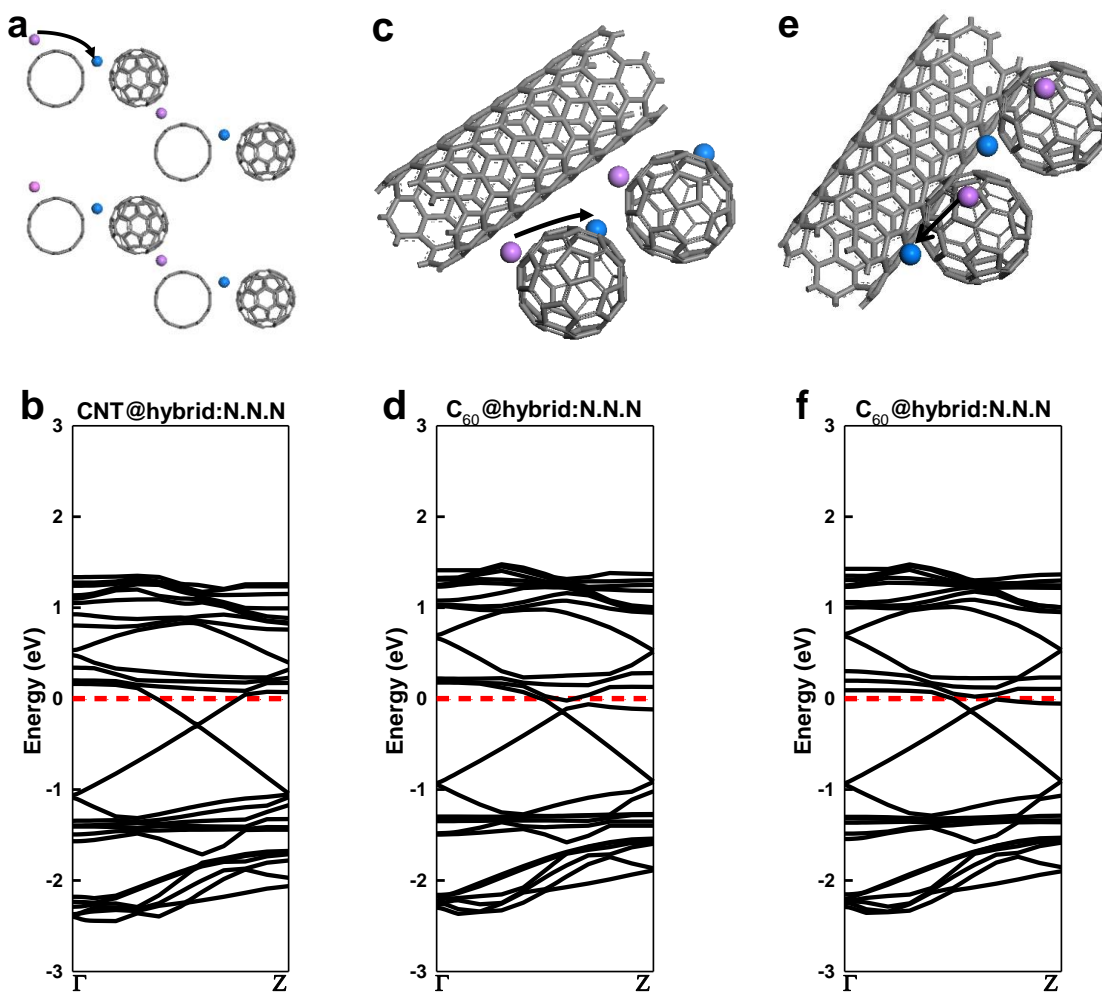 a
c
e
b
CNT@hybrid:N.N.N
3
2
1
0
-1
-2
-3
Energy (eV)
Γ
Z
d
C60@hybrid:N.N.N
3
2
1
0
-1
-2
-3
Energy (eV)
Γ
Z
f
C60@hybrid:N.N.N
3
2
1
0
-1
-2
-3
Energy (eV)
Γ
Z